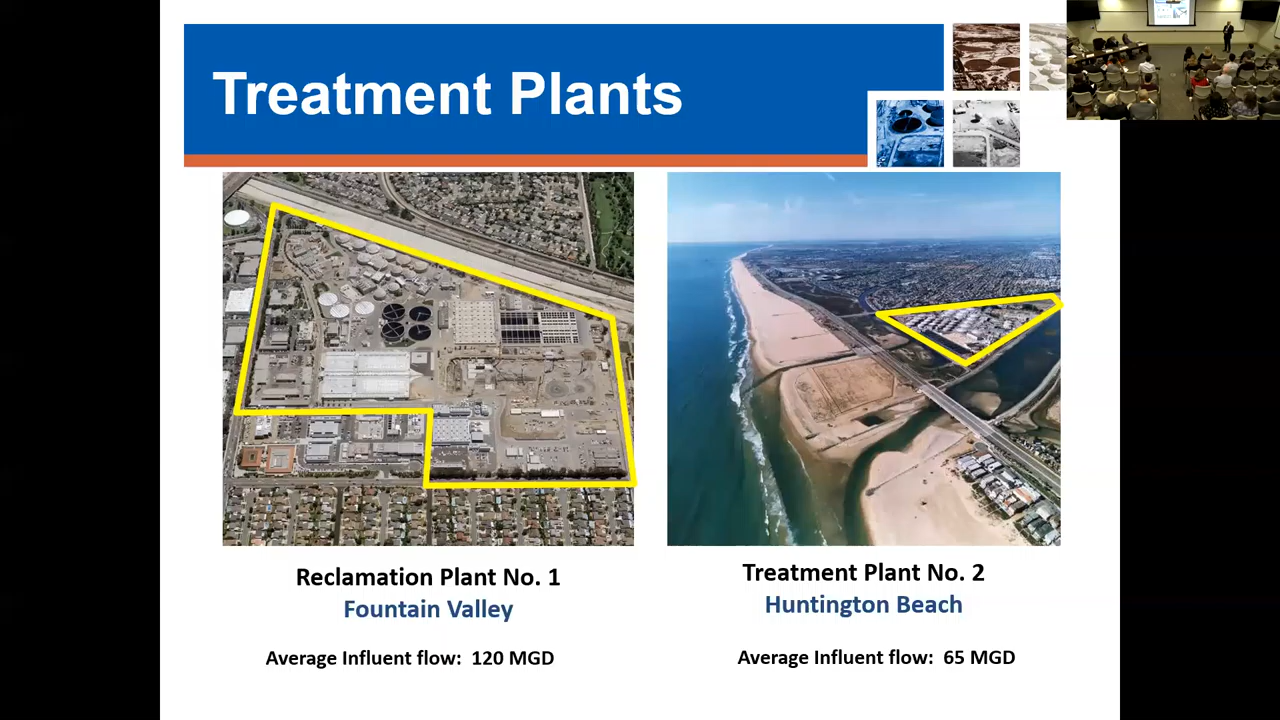 Treatment Plants
Reclamation Plant No. 1
Fountain Valley
Average Influent flow: 120 MGD
Treatment Plant No. 2
Huntington Beach
Average Influent flow: 65 MGD